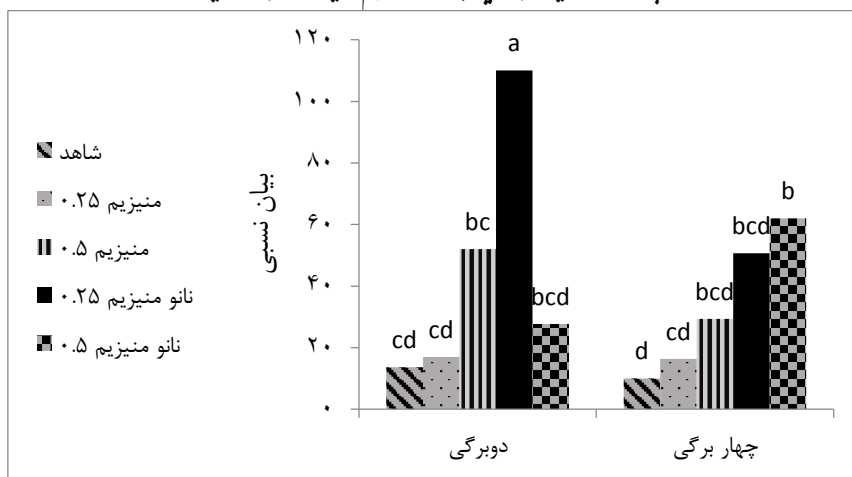 ۱۲۰
۱۰۰
۸۰
۶۰
۴۰
۲۰
۰
بیان نسبی
a
bc
cd
cd
bcd
b
bcd
bcd
cd
d
دوبرگی
چهار برگی
شاهد
منیزیم ۰.۲۵
منیزیم ۰.۵
نانو منیزیم ۰.۲۵
نانو منیزیم ۰.۵